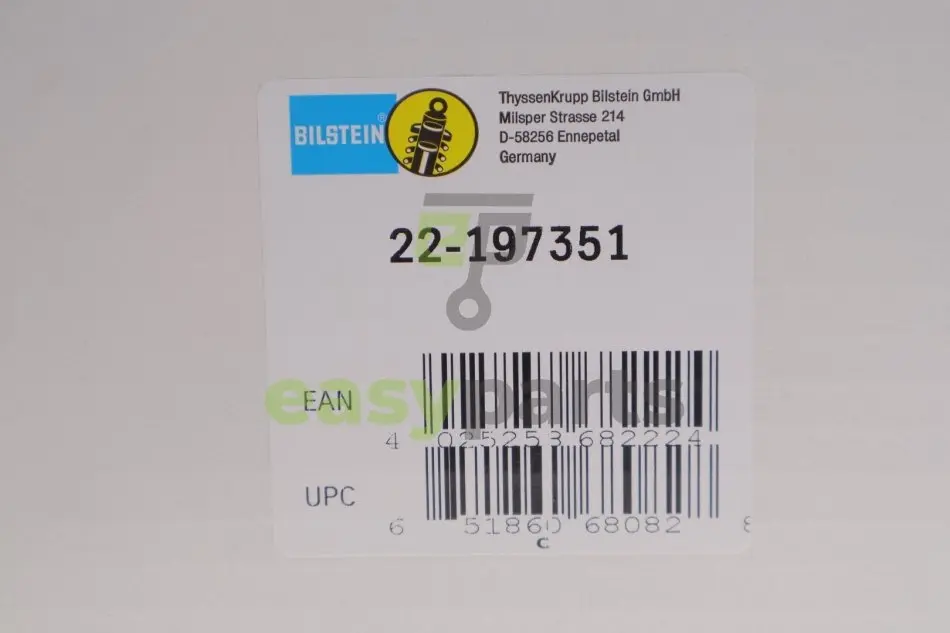 BILSTEIN®
ThyssenKrupp Bilstein GmbH
Milsper Strasse 214
D-58256 Ennepetal
Germany
22-197351
easyparts
EAN
4 025253 682224
UPC
6 51860 68082 8
C